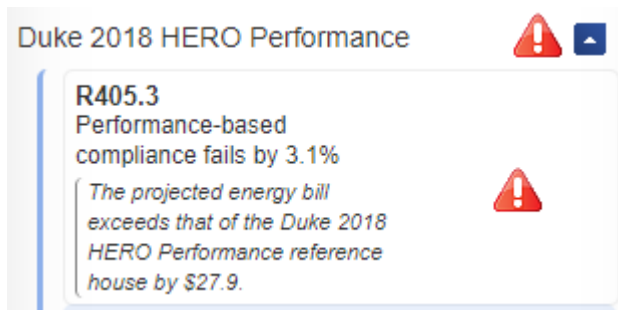 Duke 2018 HERO Performance
R405.3
Performance-based
compliance fails by 3.1%
The projected energy bill
exceeds that of the Duke 2018
HERO Performance reference
house by $27.9.